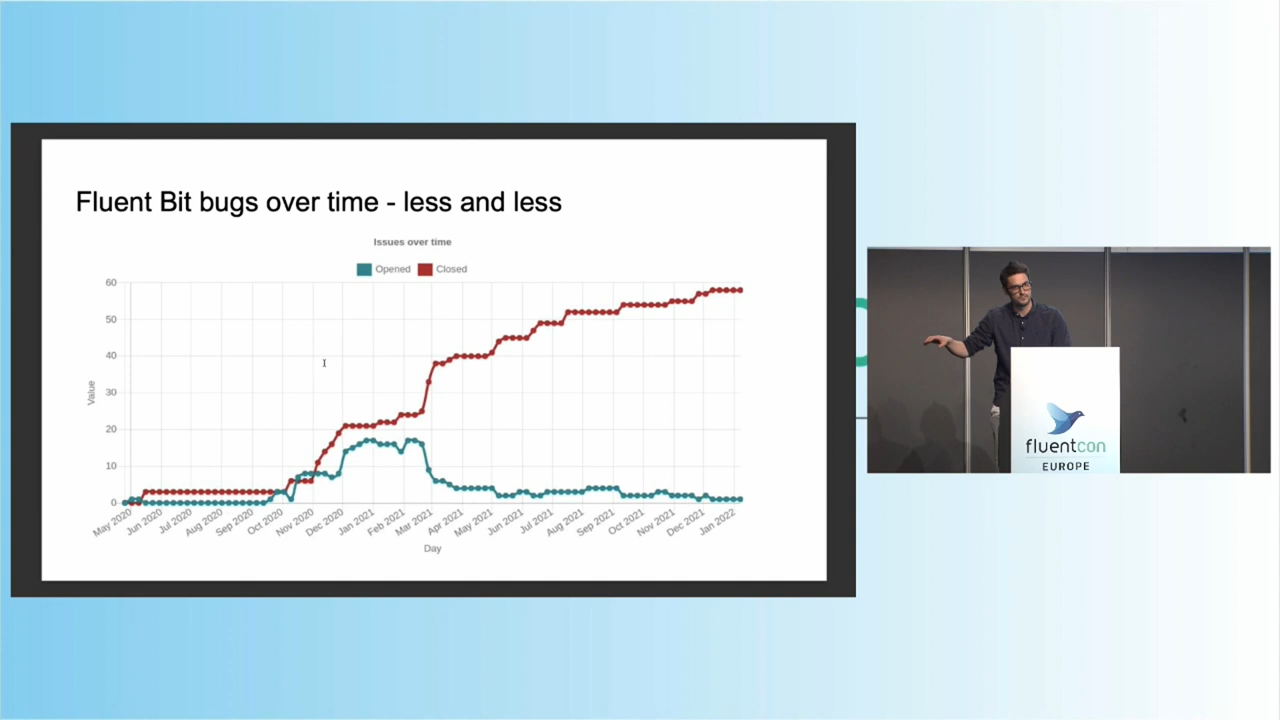 Fluent Bit bugs over time - less and less
Issues over time
Opened Closed
60
50
40
30
20
10
0
Value
May 2020 Jun 2020 Jul 2020 Aug 2020 Sep 2020 Oct 2020 Nov 2020 Dec 2020 Jan 2021 Feb 2021 Mar 2021 Apr 2021 May 2021 Jun 2021 Jul 2021 Aug 2021 Sep 2021 Oct 2021 Nov 2021 Dec 2021 Jan 2022
Day
fluentcon
EUROPE